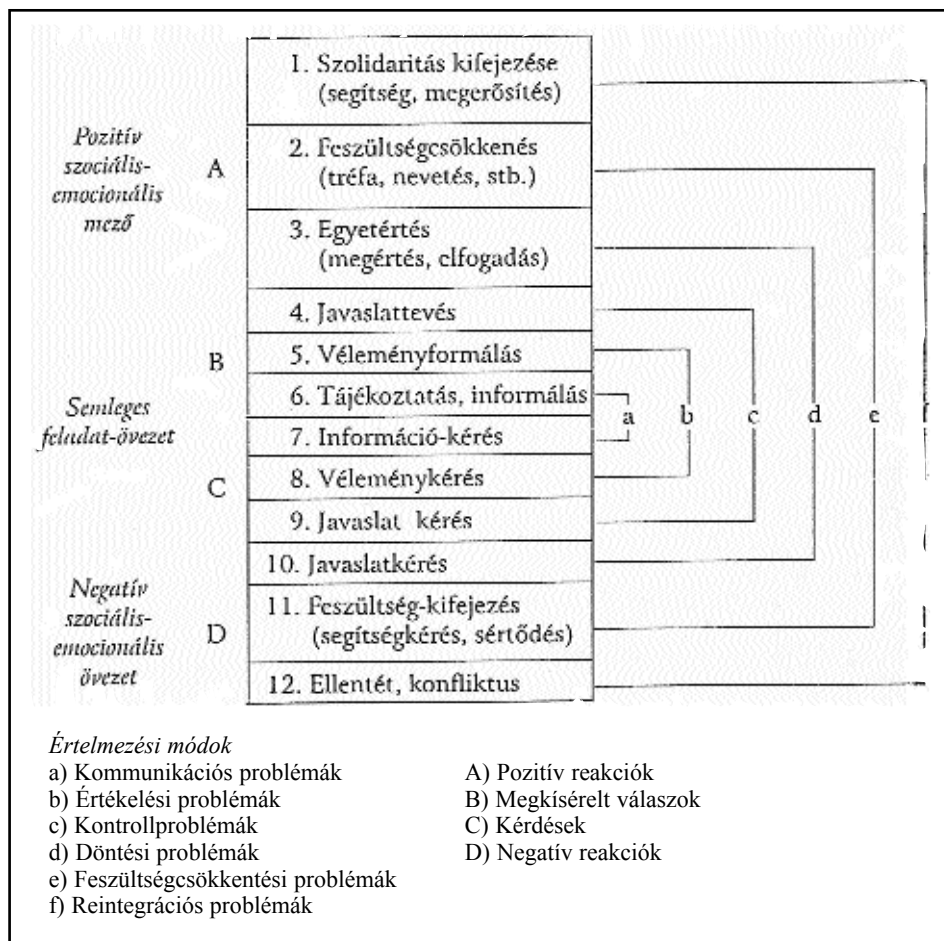 Pozitív
szociális-
emocionális
mező
A
1. Szolidaritás kifejezése
(segítség, megerősítés)
2. Feszültségcsökkenés
(tréfa, nevetés, stb.)
3. Egyetértés
(megértés, elfogadás)
B
4. Javaslattevés
5. Véleményformálás
6. Tájékoztatás, informálás
Semleges
feladat-övezet
7. Információ-kérés
C
8. Véleménykérés
9. Javaslat kérés
10. Javaslatkérés
Negatív
szociális-
emocionális
övezet
D
11. Feszültség-kifejezés
(segítségkérés, sértődés)
12. Ellentét, konfliktus
a b c d e f
Értelmezési módok
a) Kommunikációs problémák
b) Értékelési problémák
c) Kontrollproblémák
d) Döntési problémák
e) Feszültségcsökkentési problémák
f) Reintegrációs problémák
A) Pozitív reakciók
B) Megkísérelt válaszok
C) Kérdések
D) Negatív reakciók